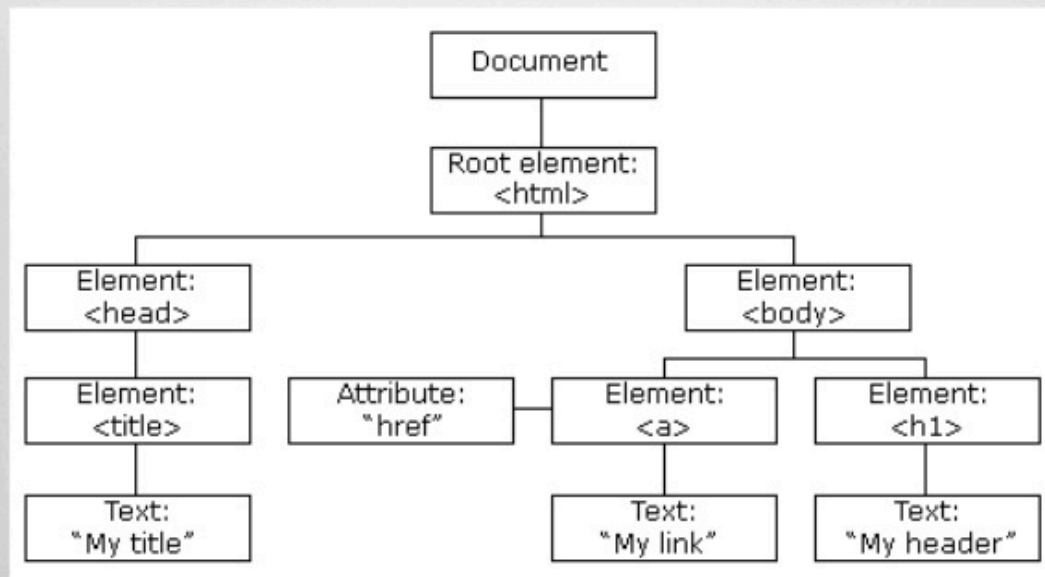 Document
Root element:
<html>
Element:
<head>
Element:
<body>
Element:
<title>
Attribute:
“href”
Element:
<a>
Element:
<h1>
Text:
“My title”
Text:
“My link”
Text:
“My header”